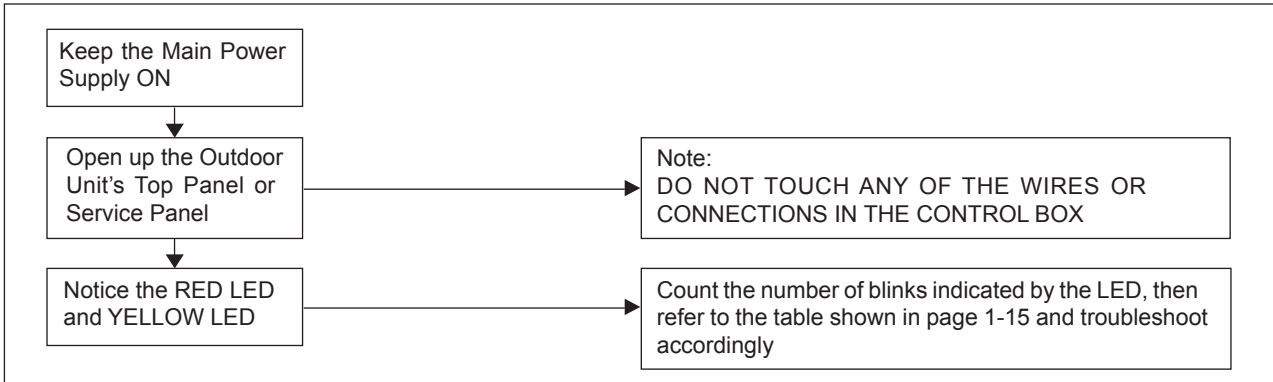 Keep the Main Power
Supply ON
Open up the Outdoor
Unit's Top Panel or
Service Panel
Note:
DO NOT TOUCH ANY OF THE WIRES OR
CONNECTIONS IN THE CONTROL BOX
Notice the RED LED
and YELLOW LED
Count the number of blinks indicated by the LED, then
refer to the table shown in page 1-15 and troubleshoot
accordingly